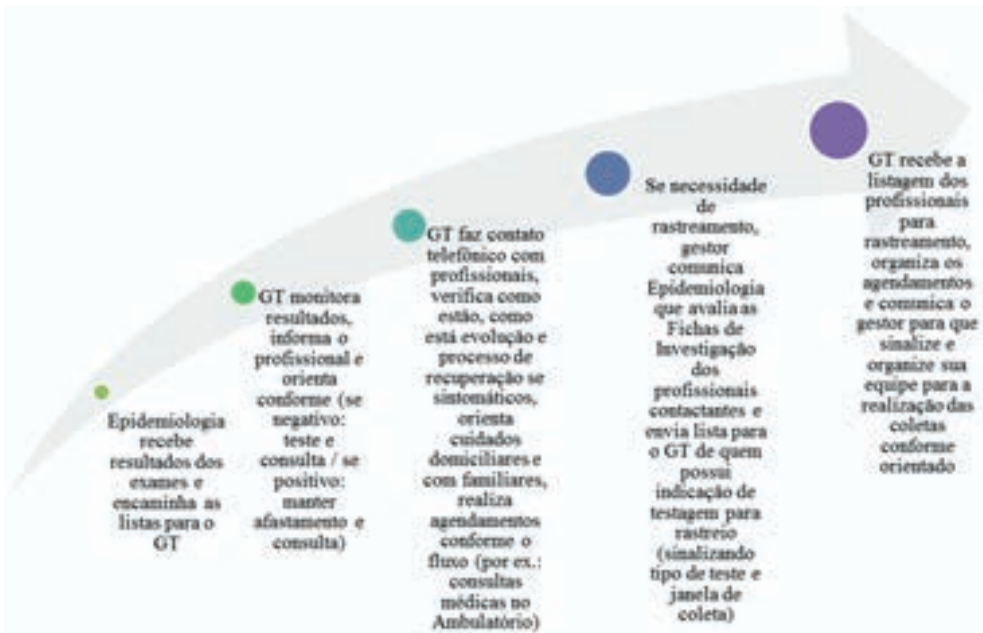 Epidemiologia
recebe
resultados dos
exames e
encaminha as
listas para o
GT
GT monitora
resultados,
informa o
profissional e
orienta
conforme (se
negativo:
teste e
consulta / se
positivo:
manter
afastamento e
consulta)
GT faz contato
telefônico com
profissionais,
verifica como
estão, como
está evolução e
processo de
recuperação se
sintomáticos,
orienta
cuidados
domiciliares e
com familiares,
realiza
agendamentos
conforme o
fluxo (por ex.:
consultas
médicas no
Ambulatório)
Se necessidade
de
rastreamento,
gestor
comunica
Epidemiologia
que avalia as
Fichas de
Investigação
dos
profissionais
contactantes e
envia lista para
o GT de quem
possui
indicação de
testagem para
rastreio
(sinalizando
tipo de teste e
janela de
coleta)
GT recebe a
listagem dos
profissionais
para
rastreamento,
organiza os
agendamentos
e comunica o
gestor para que
sinalize e
organize sua
equipe para a
realização das
coletas
conforme
orientado